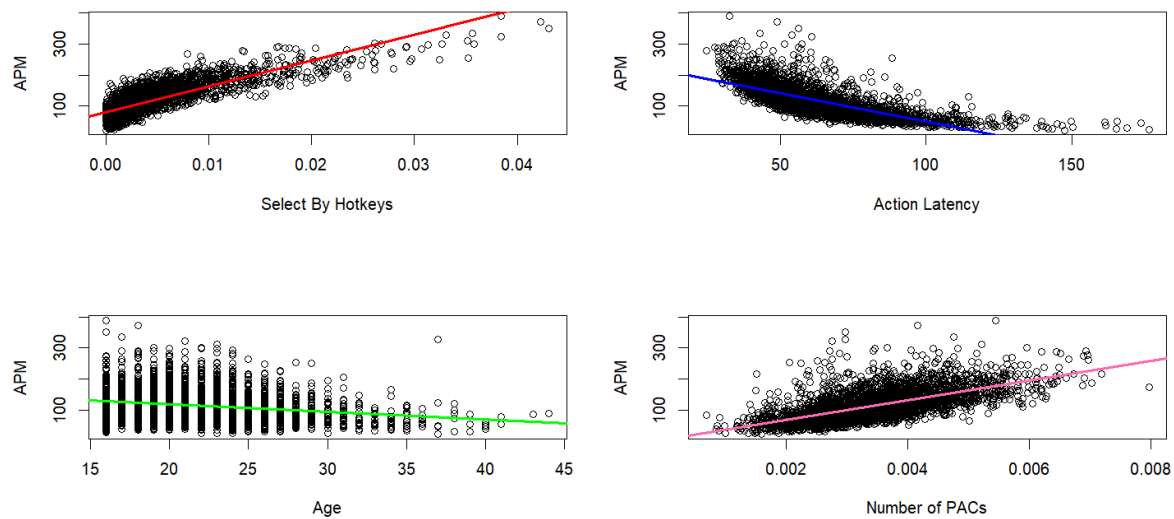 APM
300
100
0.00 0.01 0.02 0.03 0.04
Select By Hotkeys
APM
300
100
50 100 150
Action Latency
APM
300
100
15 20 25 30 35 40 45
Age
APM
300
100
0.002 0.004 0.006 0.008
Number of PACs